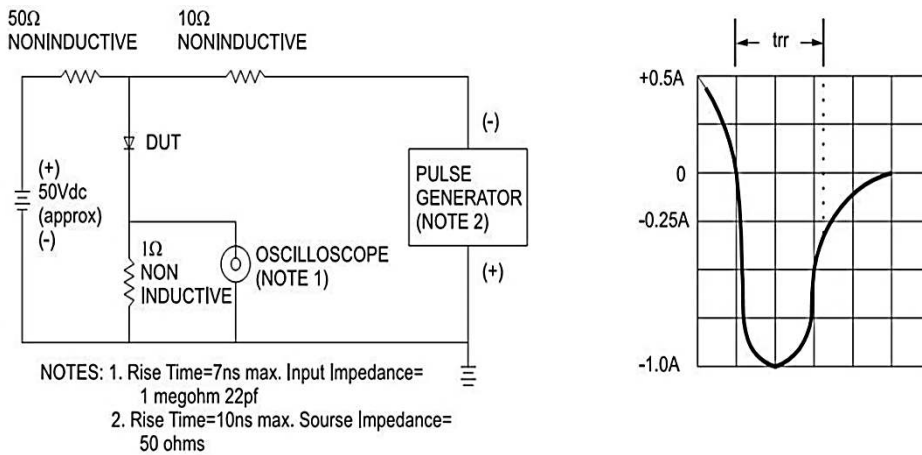 50Ω
NONINDUCTIVE
10Ω
NONINDUCTIVE
DUT
(+)
50Vdc
(approx)
(-)
1Ω
NON
INDUCTIVE
OSCILLOSCOPE
(NOTE 1)
(-)
PULSE
GENERATOR
(NOTE 2)
(+)
NOTES: 1. Rise Time=7ns max. Input Impedance=
1 megohm 22pf
2. Rise Time=10ns max. Sourse Impedance=
50 ohms
trr
+0.5A
0
-0.25A
-1.0A